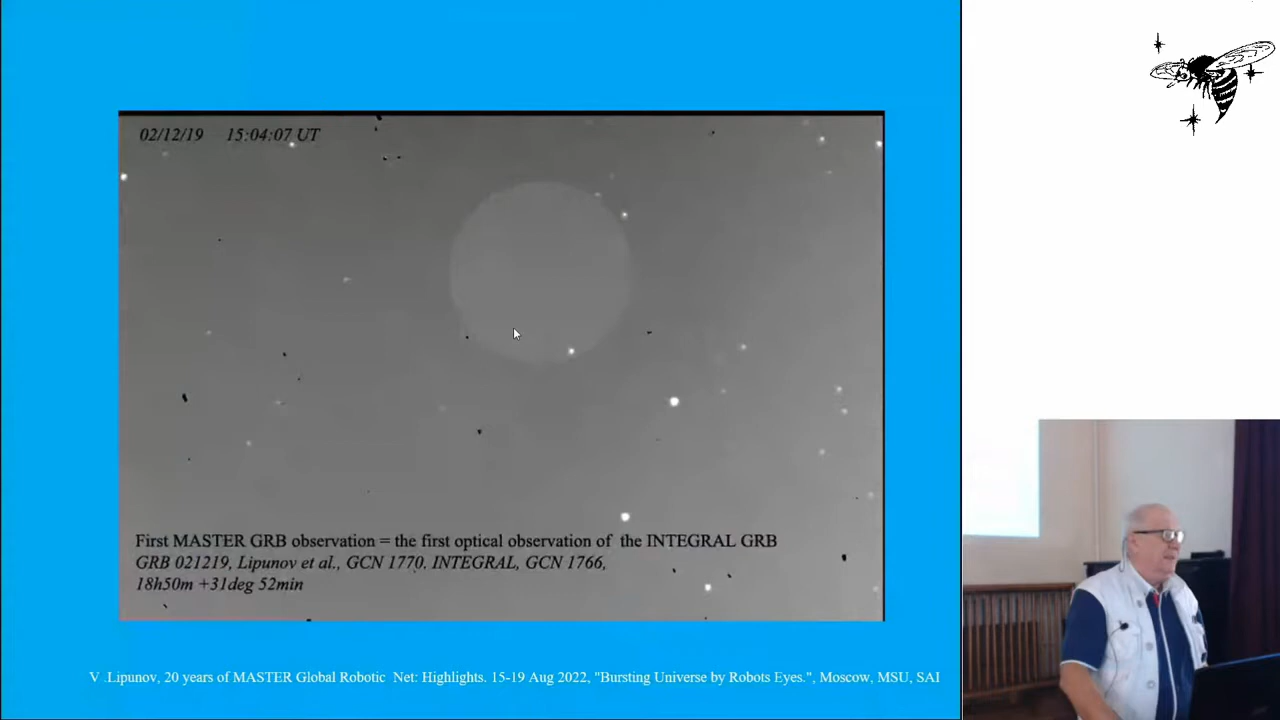 02/12/19 15:04:07 UT
First MASTER GRB observation = the first optical observation of the INTEGRAL GRB
GRB 021219, Lipunov et al., GCN 1770, INTEGRAL, GCN 1766,
18h50m +31deg 52min
V .Lipunov, 20 years of MASTER Global Robotic Net: Highlights. 15-19 Aug 2022, "Bursting Universe by Robots Eyes.", Moscow, MSU, SAI